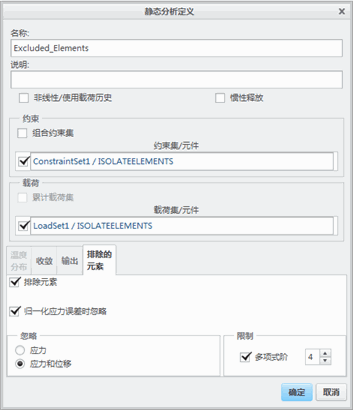 静态分析定义
名称:
Excluded_Elements
说明:
非线性/使用载荷历史 惯性释放
约束
组合约束集
约束集/元件
ConstraintSet1 / ISOLATEELEMENTS
载荷
累计载荷集
载荷集/元件
LoadSet1 / ISOLATEELEMENTS
温度分布 收敛 输出 排除的元素
排除元素
归一化应力误差时忽略
忽略 限制
应力
应力和位移
多项式阶 4
确定 取消